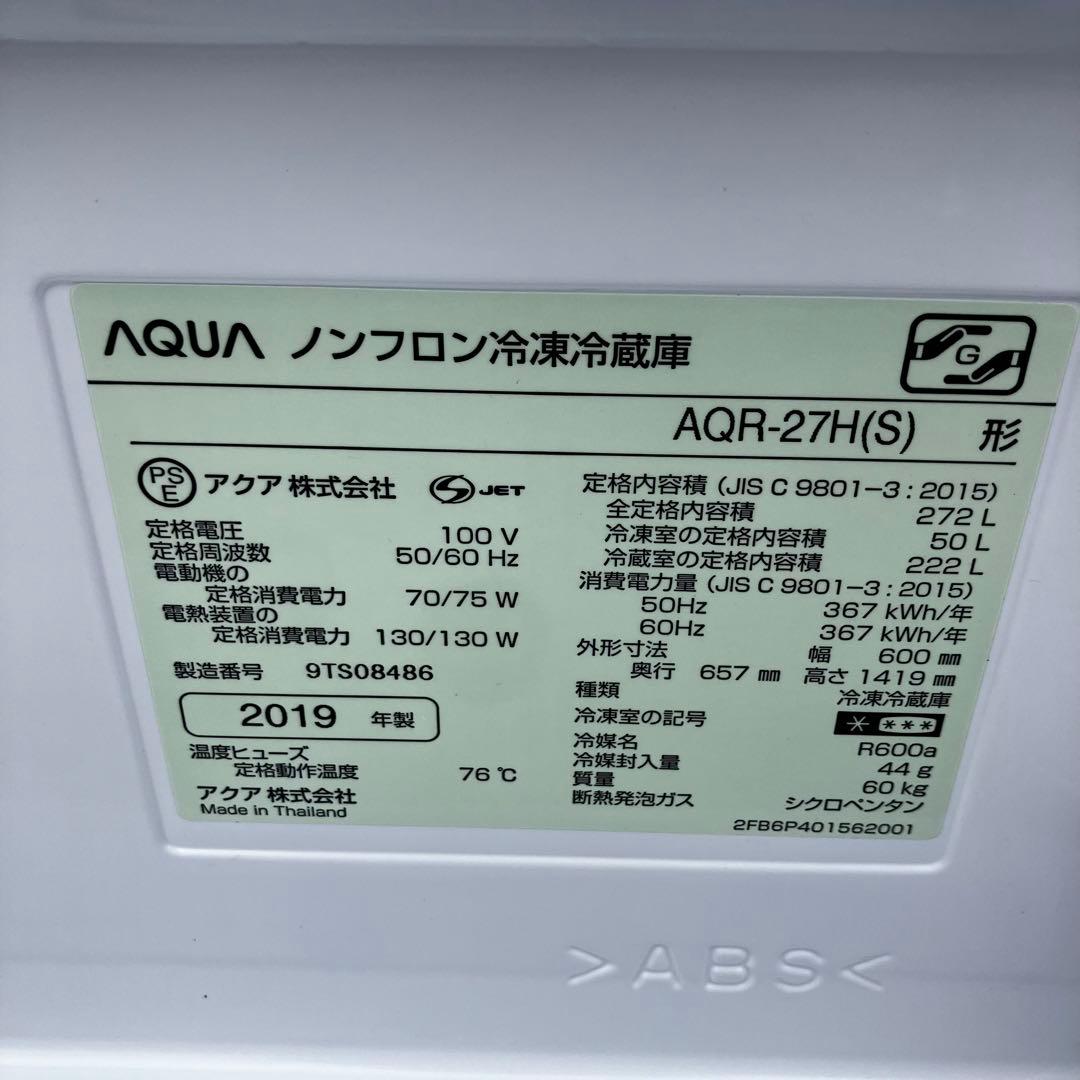 AQUA ノンフロン冷凍冷蔵庫
G
AQR-27H(S) 形
PSE アクア 株式会社 S JET
定格電圧 100 V
定格周波数 50/60 Hz
電動機の
定格消費電力 70/75 W
電熱装置の
定格消費電力 130/130 W
製造番号 9TS08486
2019 年製
温度ヒューズ
定格動作温度 76 ℃
アクア 株式会社
Made in Thailand
定格内容積 (JIS C 9801-3 : 2015)
全定格内容積 272 L
冷凍室の定格内容積 50 L
冷蔵室の定格内容積 222 L
消費電力量 (JIS C 9801-3 : 2015)
50Hz 367 kWh/年
60Hz 367 kWh/年
外形寸法 幅 600 ㎜
奥行 657 ㎜ 高さ 1419 ㎜
種類 冷凍冷蔵庫
冷凍室の記号 * ***
冷媒名 R600a
冷媒封入量 44 g
質量 60 kg
断熱発泡ガス シクロペンタン
2FB6P401562001
>ABS<